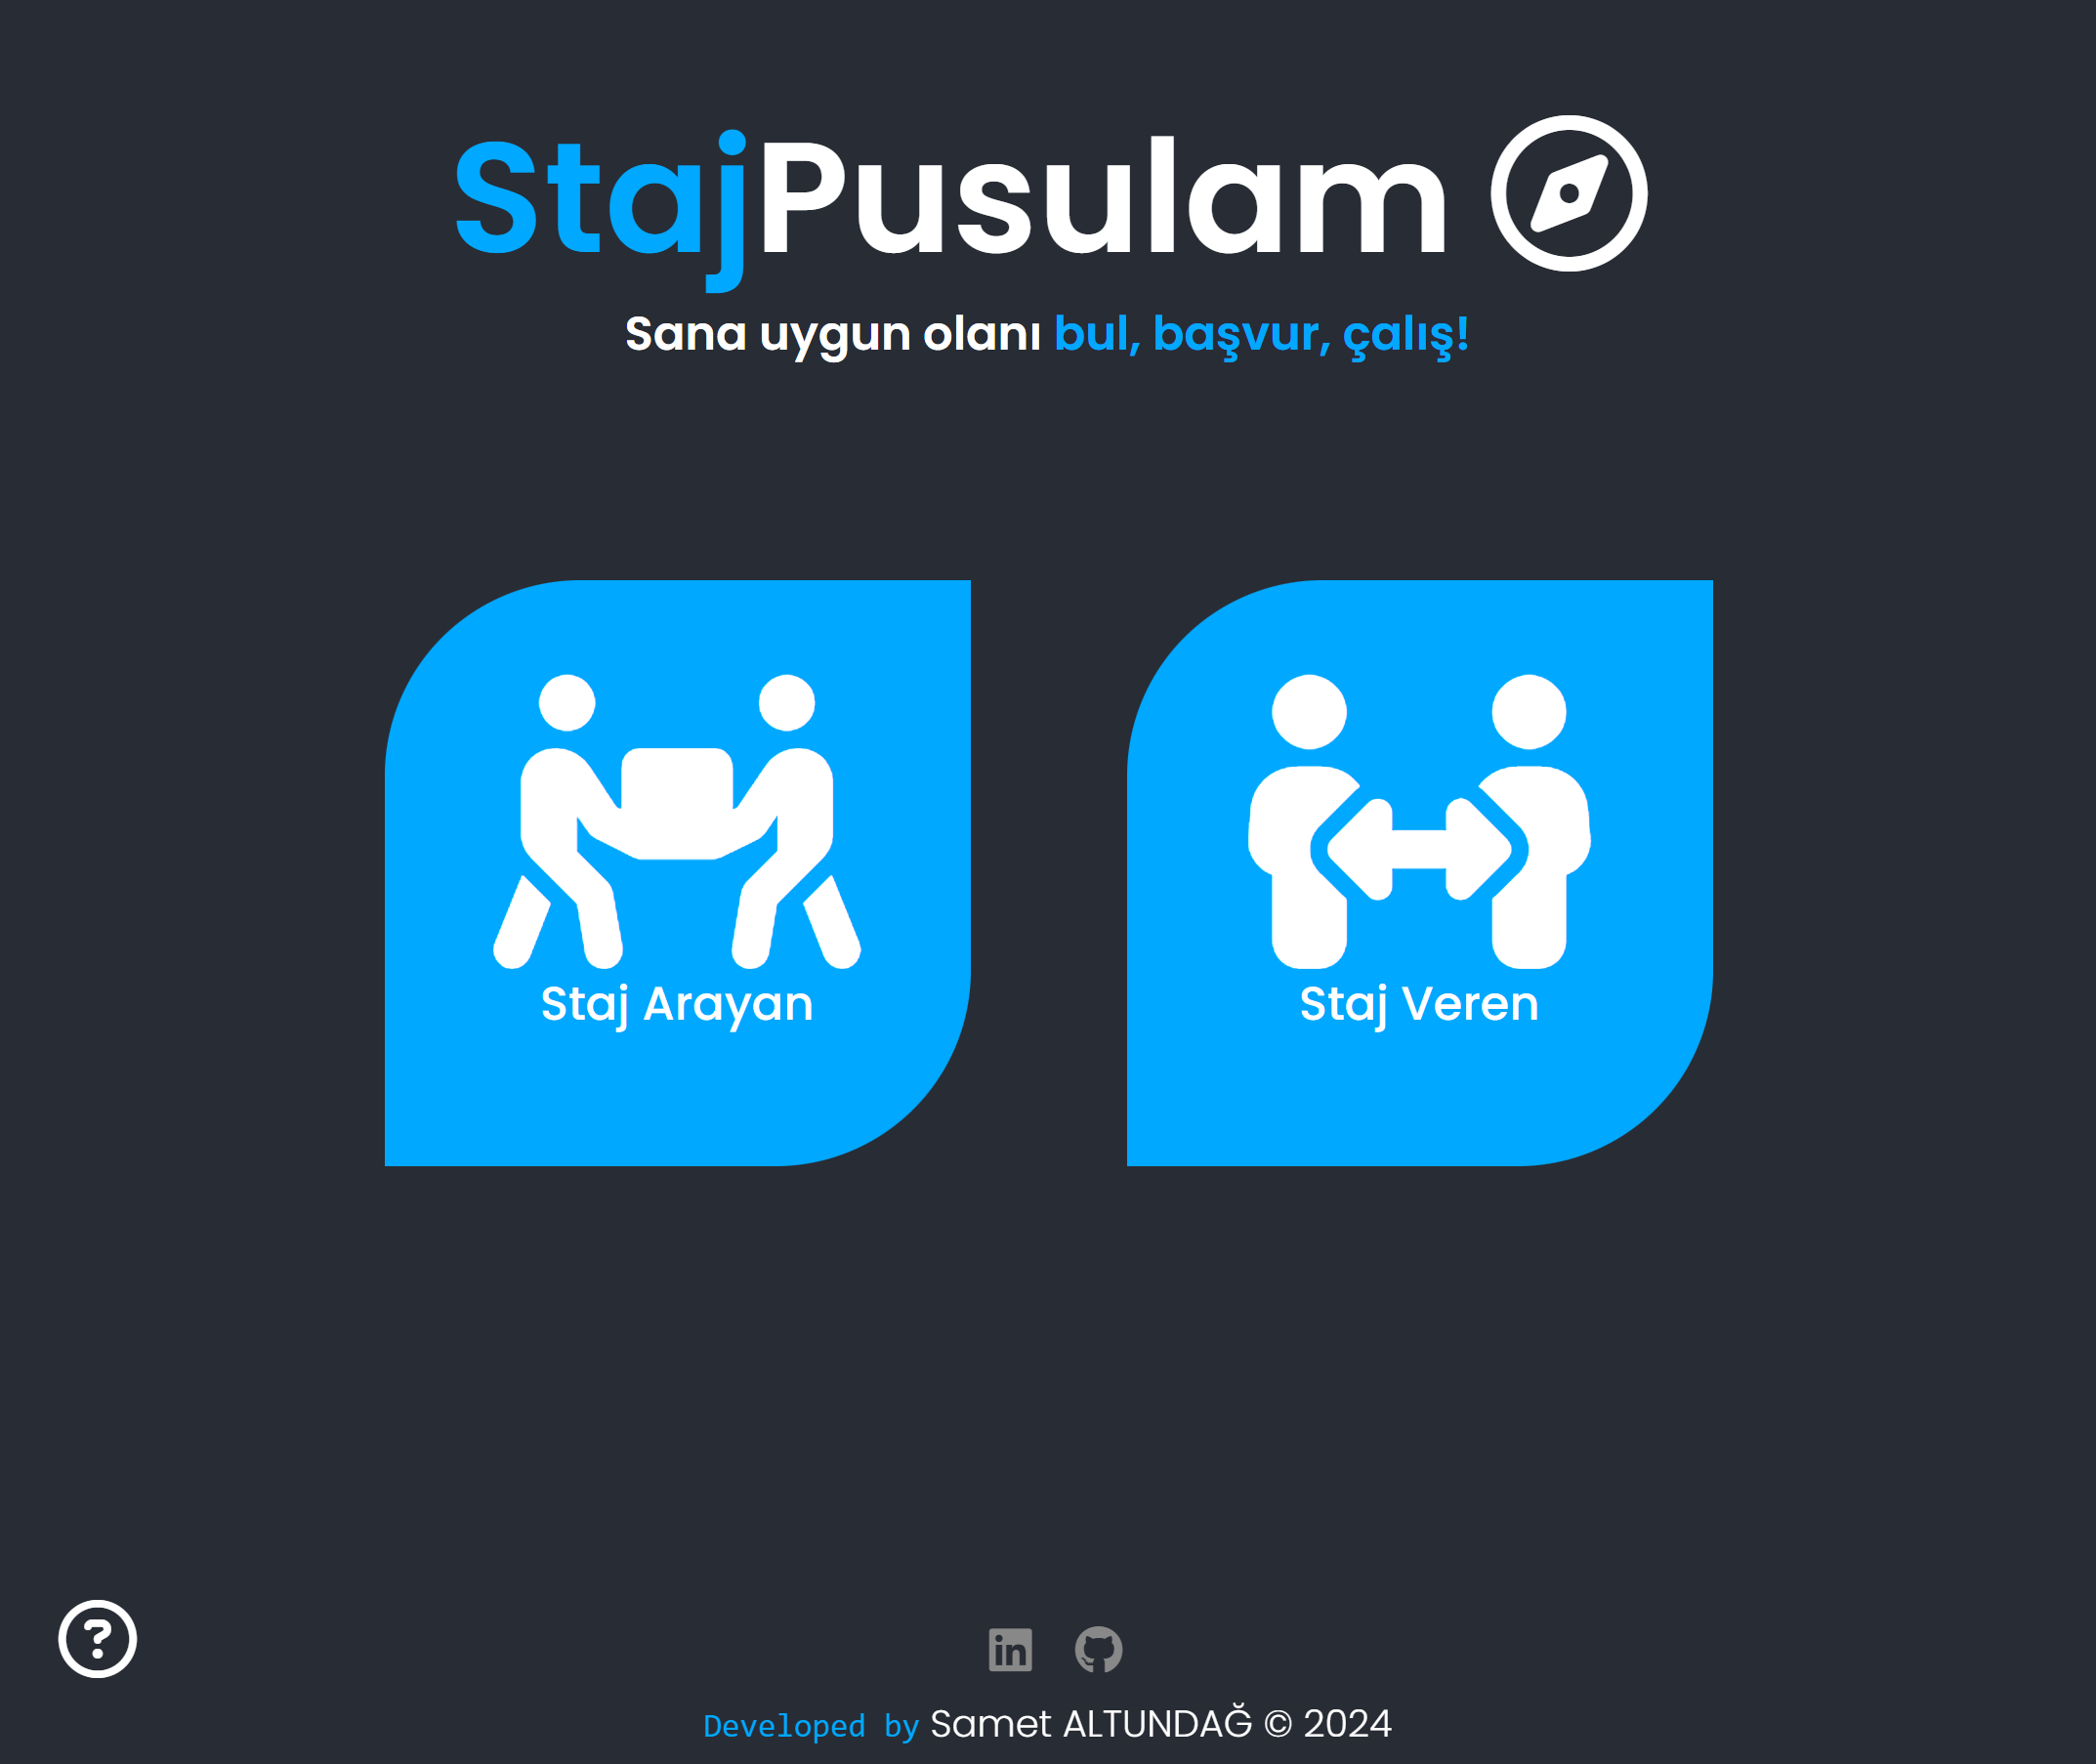 StajPusulam
Sana uygun olanı bul, başvur, çalış!
Staj Arayan
Staj Veren
?
in
Developed by Samet ALTUNDAĞ © 2024